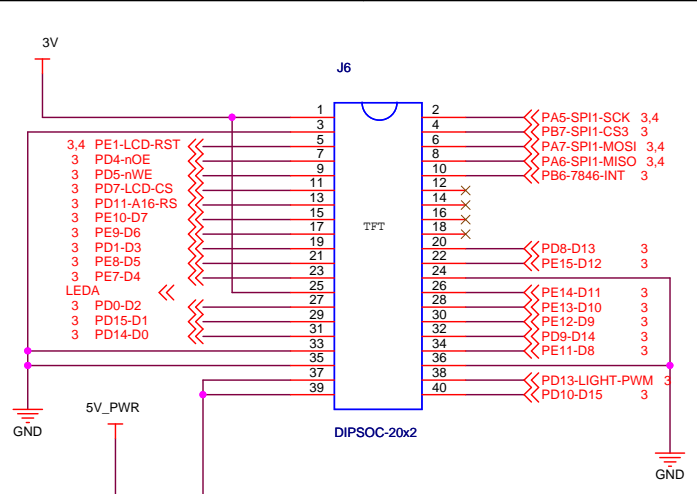 3V
J6
1 2 PA5-SPI1-SCK 3,4
3 4 PB7-SPI1-CS3 3
3,4 PE1-LCD-RST 5 6 PA7-SPI1-MOSI 3,4
3 PD4-nOE 7 8 PA6-SPI1-MISO 3,4
3 PD5-nWE 9 10 PB6-7846-INT 3
3 PD7-LCD-CS 11 12
3 PD11-A16-RS 13 14
3 PE10-D7 15 16
3 PE9-D6 17 18
TFT
3 PD1-D3 19 20 PD8-D13 3
3 PE8-D5 21 22 PE15-D12 3
3 PE7-D4 23 24
LEDA 25 26 PE14-D11 3
3 PD0-D2 27 28 PE13-D10 3
3 PD15-D1 29 30 PE12-D9 3
3 PD14-D0 31 32 PD9-D14 3
33 34 PE11-D8 3
35 36
37 38 PD13-LIGHT-PWM 3
39 40 PD10-D15 3
5V_PWR
GND
DIPSOC-20x2
GND